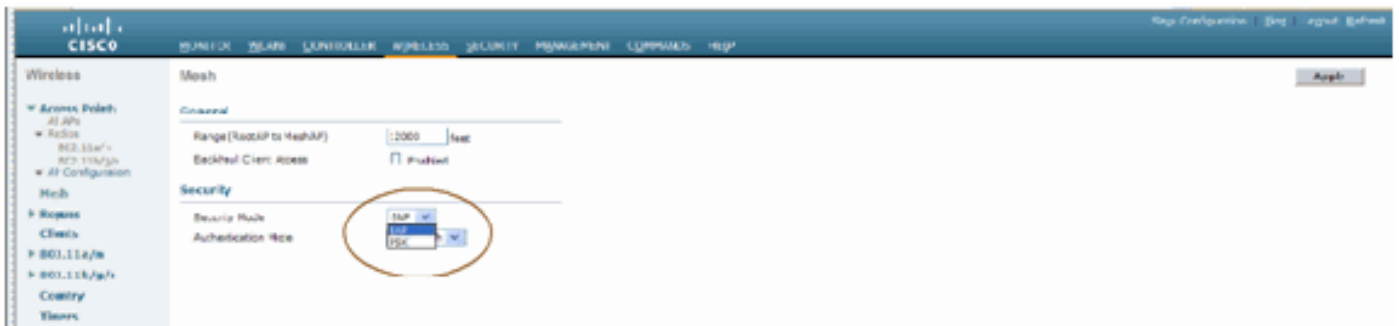 Save Configuration | Ping | Logout Refresh
CISCO
MONITOR WLANs CONTROLLER WIRELESS SECURITY MANAGEMENT COMMANDS HELP
Wireless
Mesh
Apply
Access Points
All APs
Radios
802.11a/n
802.11b/g/n
AP Configuration
Mesh
Rogues
Clients
802.11a/n
802.11b/g/n
Country
Timers
General
Range (RootAP to MeshAP) 12000 feet
Backhaul Client Access Enabled
Security
Security Mode EAP
EAP
PSK
Authentication Mode